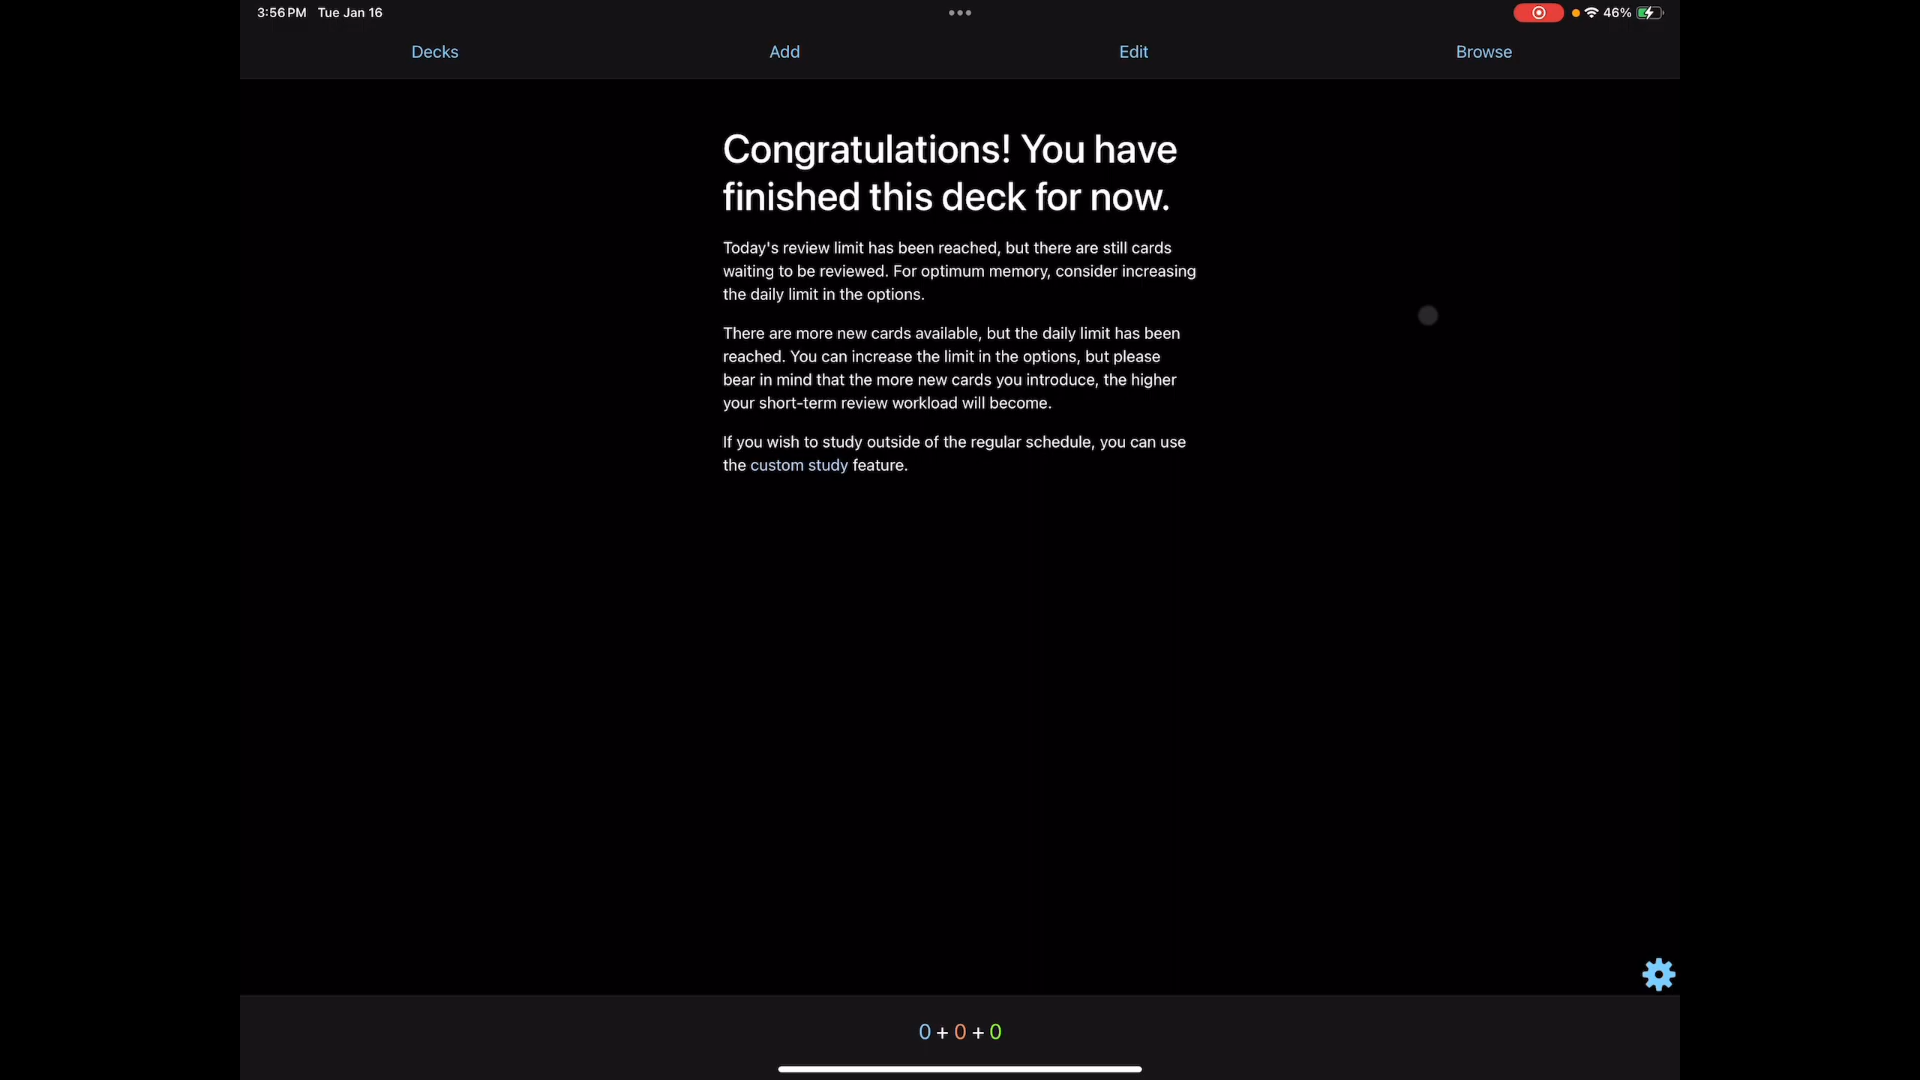 3:56 PM Tue Jan 16
46%
Decks Add Edit Browse
Congratulations! You have
finished this deck for now.
Today's review limit has been reached, but there are still cards
waiting to be reviewed. For optimum memory, consider increasing
the daily limit in the options.
There are more new cards available, but the daily limit has been
reached. You can increase the limit in the options, but please
bear in mind that the more new cards you introduce, the higher
your short-term review workload will become.
If you wish to study outside of the regular schedule, you can use
the custom study feature.
0 + 0 + 0